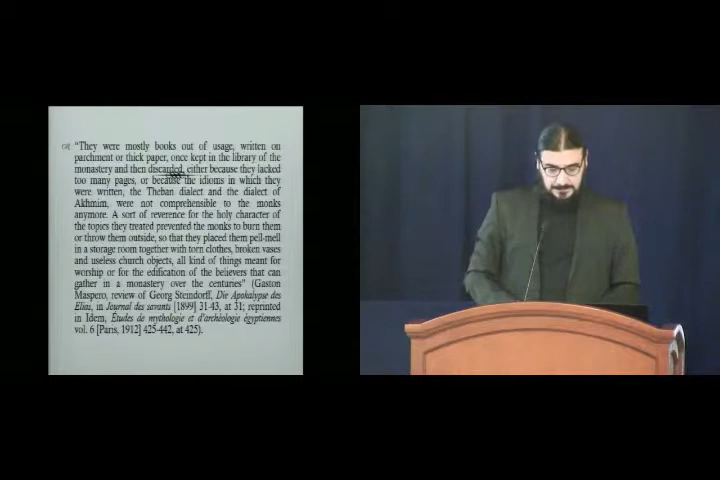 “They were mostly books out of usage, written on
parchment or thick paper, once kept in the library of the
monastery and then discarded, either because they lacked
too many pages, or because the idioms in which they
were written, the Theban dialect and the dialect of
Akhmim, were not comprehensible to the monks
anymore. A sort of reverence for the holy character of
the topics they treated prevented the monks to burn them
or throw them outside, so that they placed them pell-mell
in a storage room together with torn clothes, broken vases
and useless church objects, all kind of things meant for
worship or for the edification of the believers that can
gather in a monastery over the centuries” (Gaston
Maspero, review of Georg Steindorff, Die Apokalypse des
Elias, in Journal des savants [1899] 31-43, at 31; reprinted
in Idem, Études de mythologie et d’archéologie égyptiennes
vol. 6 [Paris, 1912] 425-442, at 425).